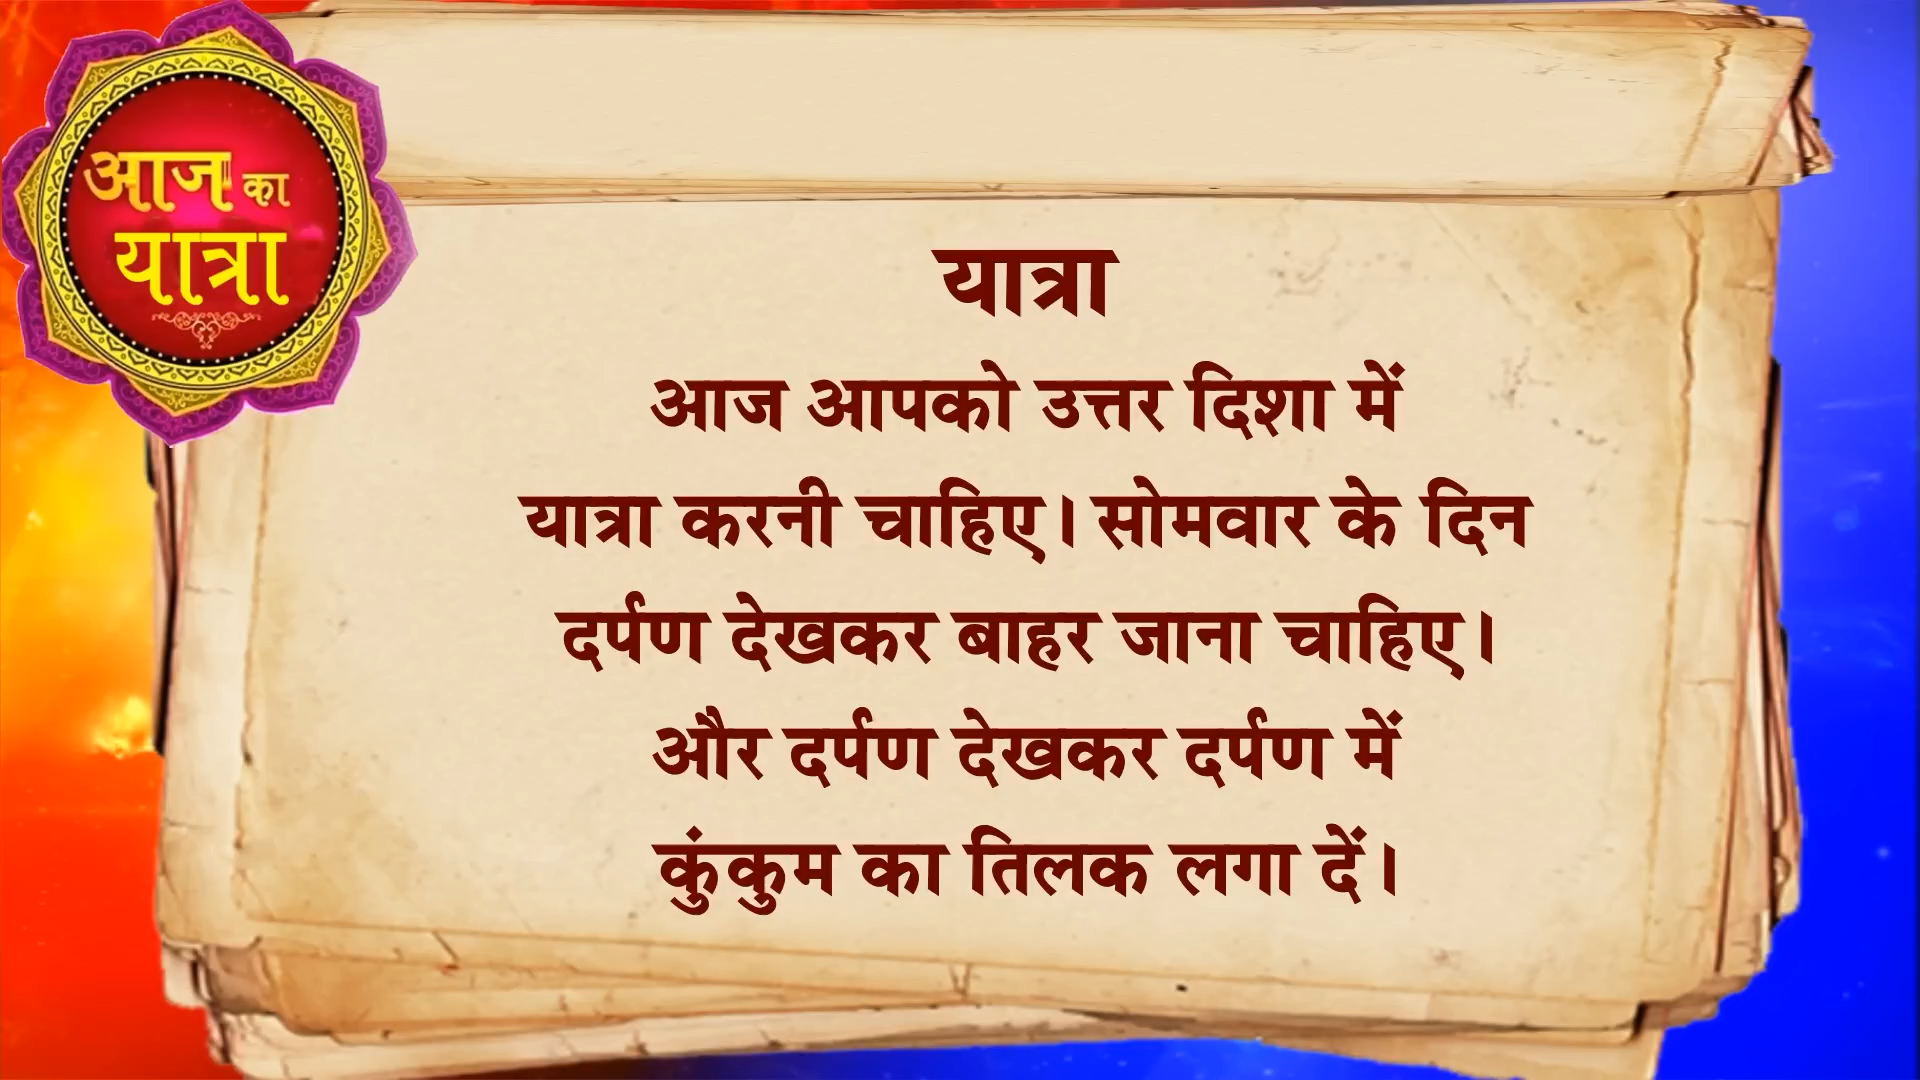 आज का
यात्रा
यात्रा
आज आपको उत्तर दिशा में
यात्रा करनी चाहिए। सोमवार के दिन
दर्पण देखकर बाहर जाना चाहिए।
और दर्पण देखकर दर्पण में
कुंकुम का तिलक लगा दें।